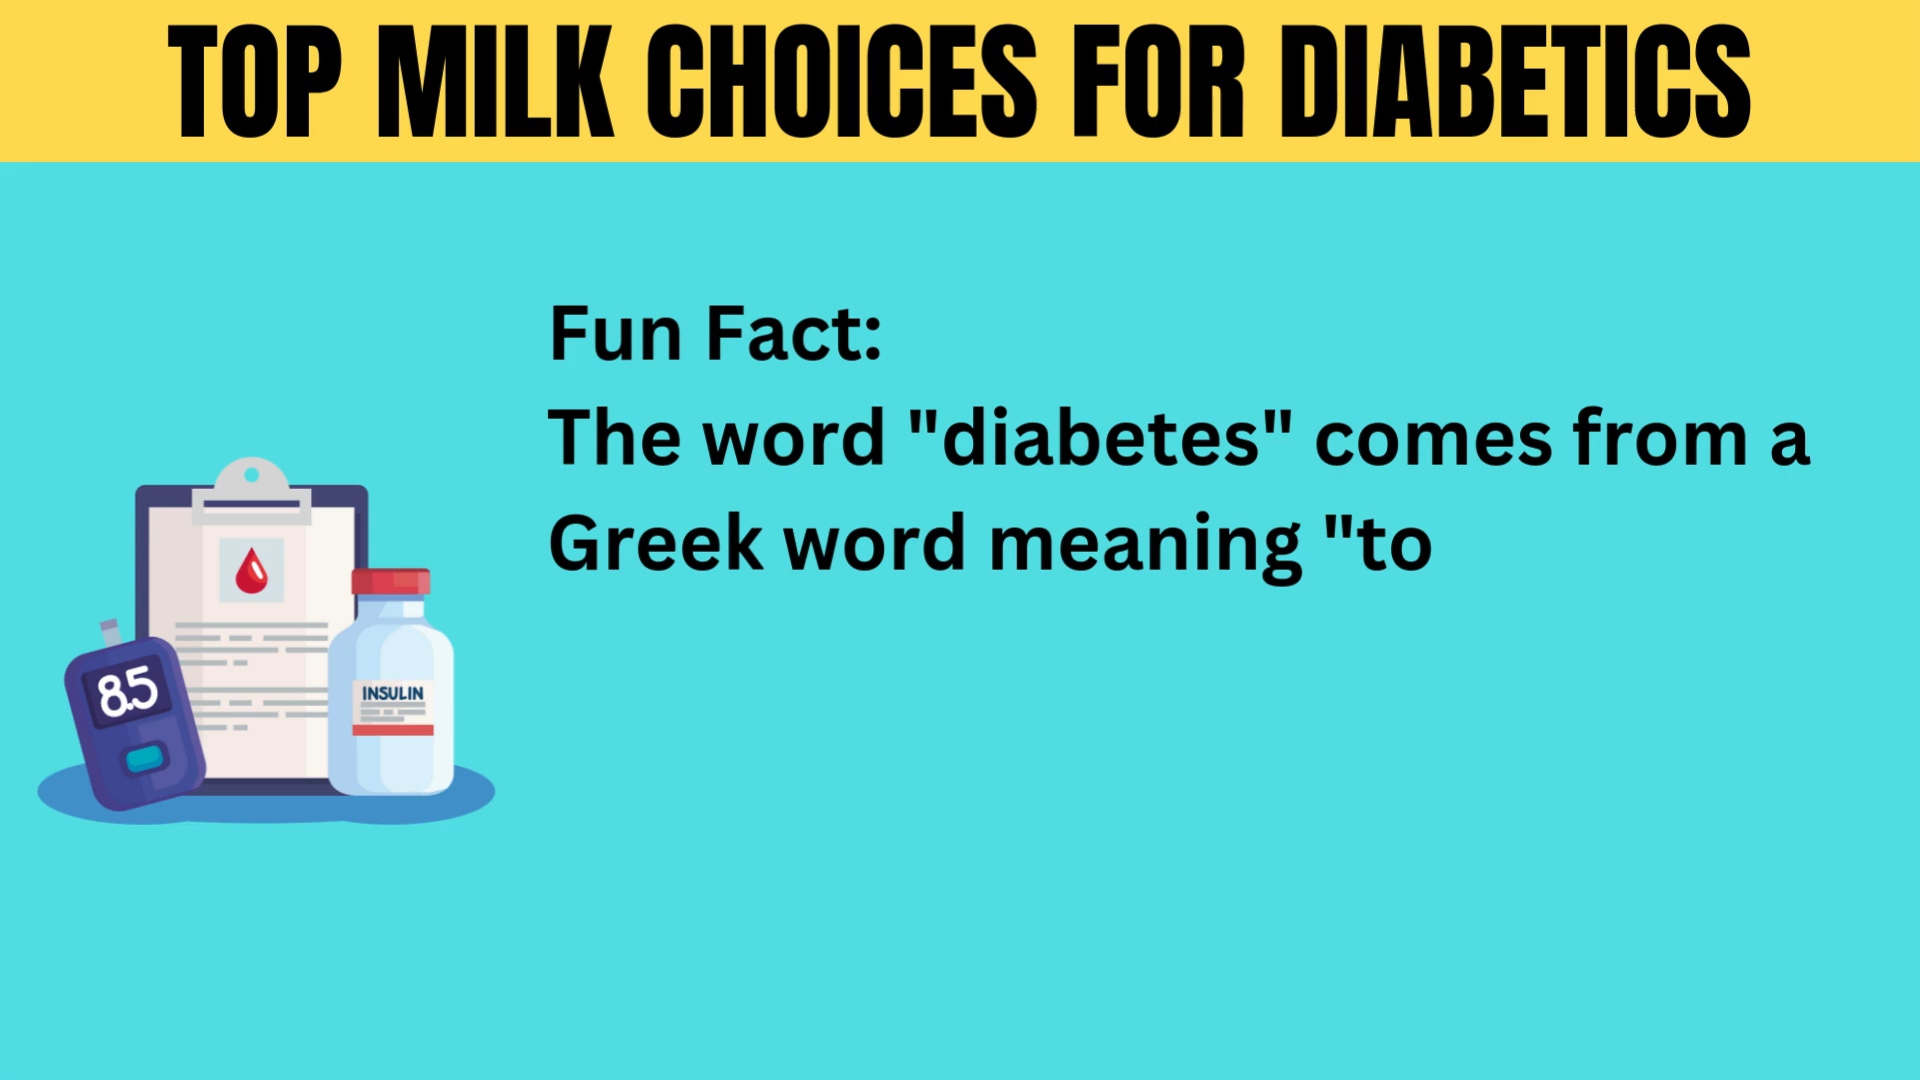 TOP MILK CHOICES FOR DIABETICS
Fun Fact:
The word "diabetes" comes from a
Greek word meaning "to
8.5
INSULIN